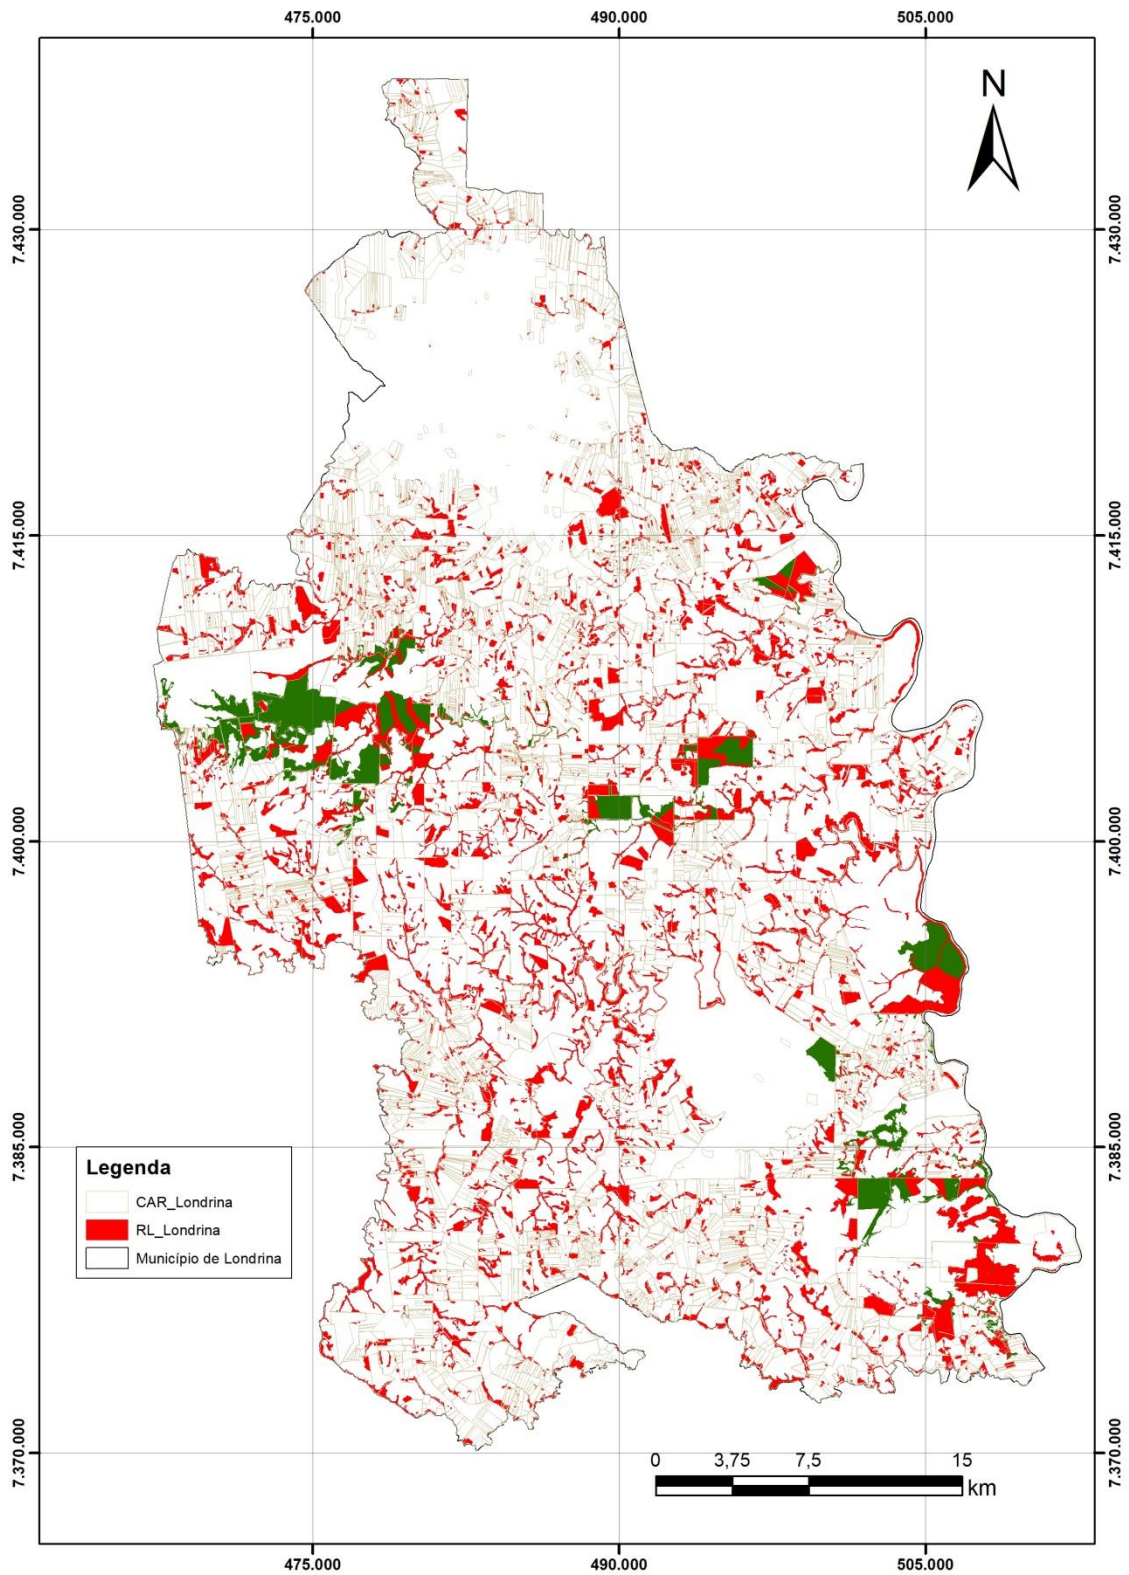 475.000 490.000 505.000
N
7.430.000 7.430.000
7.415.000 7.415.000
7.400.000 7.400.000
7.385.000 7.385.000
Legenda
CAR_Londrina
RL_Londrina
Município de Londrina
7.370.000 7.370.000
0 3,75 7,5 15
km
475.000 490.000 505.000